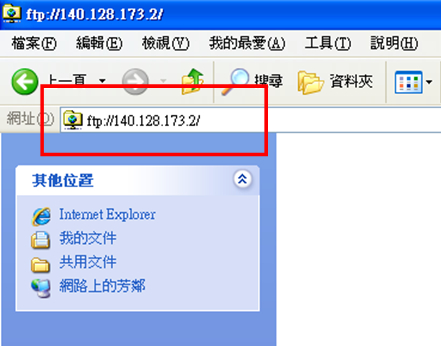 ftp://140.128.173.2/
檔案(F) 編輯(E) 檢視(V) 我的最愛(A) 工具(T) 說明(H)
上一頁 搜尋 資料夾
網址(D) ftp://140.128.173.2/
其他位置
Internet Explorer
我的文件
共用文件
網路上的芳鄰